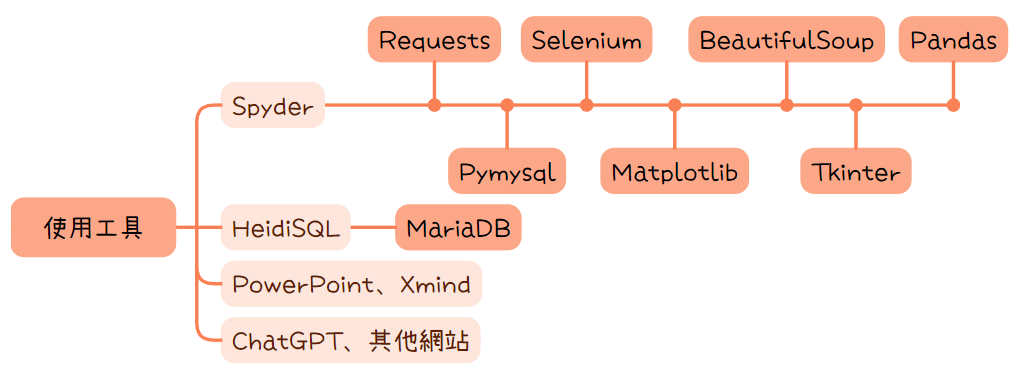 Requests
Selenium
BeautifulSoup
Pandas
Spyder
Pymysql
Matplotlib
Tkinter
使用工具
HeidiSQL
MariaDB
PowerPoint、Xmind
ChatGPT、其他網站